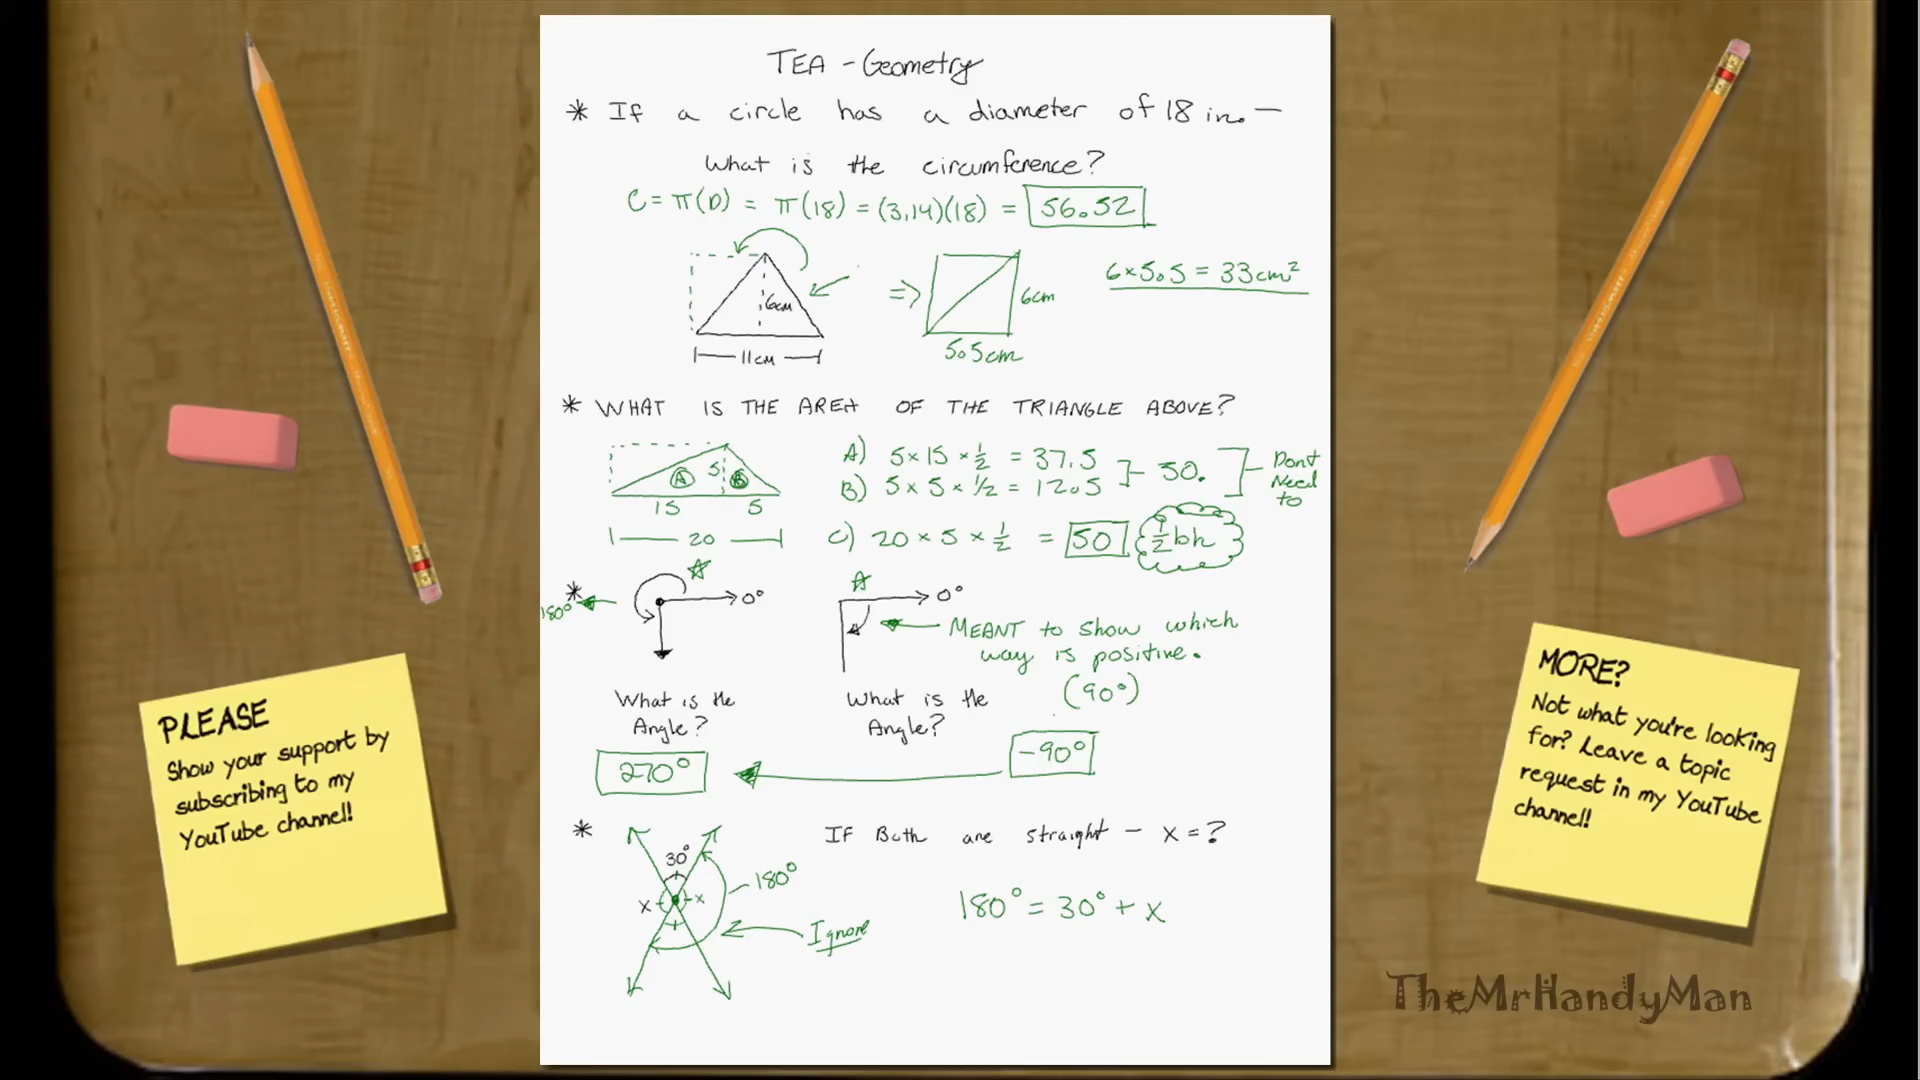 TEA - Geometry
* If a circle has a diameter of 18 in. —
What is the circumference?
C = π(D) = π(18) = (3.14)(18) = 56.52
6cm
11cm
=>
6cm
5.5cm
6×5.5 = 33cm²
* WHAT IS THE AREA OF THE TRIANGLE ABOVE?
A 5 B
15 5
20
A) 5×15×1/2 = 37.5
B) 5×5×1/2 = 12.5
50.
Dont
Need
to
C) 20×5×1/2 = 50
1/2 bh
*
180°
0°
0°
MEANT to show which
way is positive.
(90°)
What is the
Angle?
270°
What is the
Angle?
-90°
*
30°
x
x
180°
Ignore
IF Both are straight - x = ?
180° = 30° + x
PLEASE
Show your support by
subscribing to my
YouTube channel!
MORE?
Not what you're looking
for? Leave a topic
request in my YouTube
channel!
TheMrHandyMan